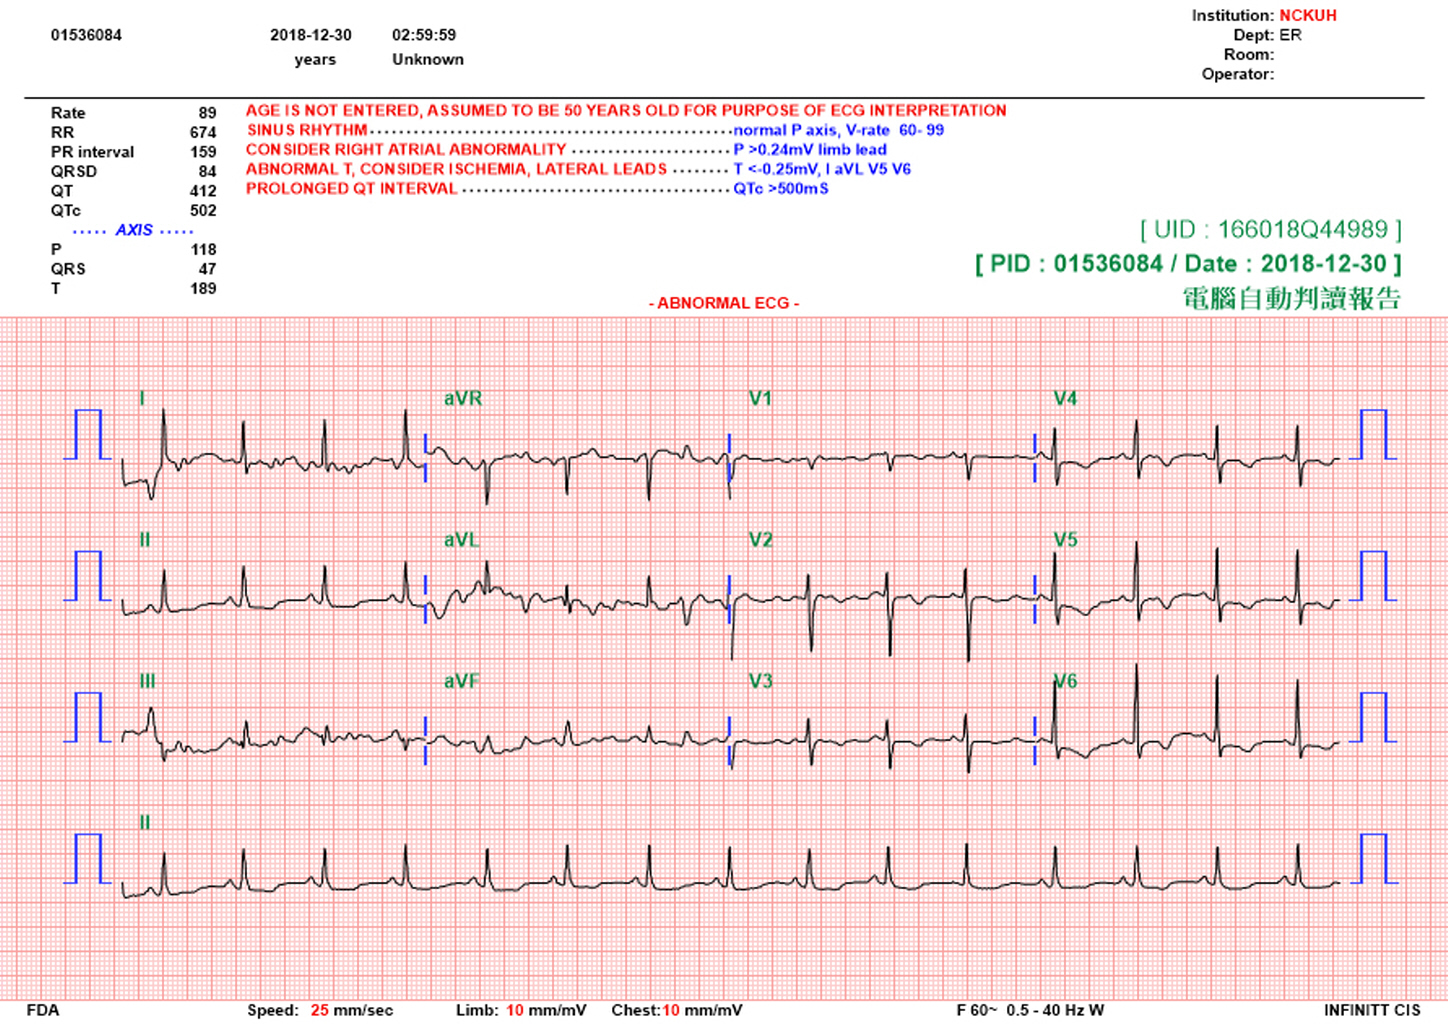 Institution: NCKUH
01536084 2018-12-30 02:59:59 Dept: ER
years Unknown Room:
Operator:
Rate 89 AGE IS NOT ENTERED, ASSUMED TO BE 50 YEARS OLD FOR PURPOSE OF ECG INTERPRETATION
RR 674 SINUS RHYTHM normal P axis, V-rate 60- 99
PR interval 159 CONSIDER RIGHT ATRIAL ABNORMALITY P >0.24mV limb lead
QRSD 84 ABNORMAL T, CONSIDER ISCHEMIA, LATERAL LEADS T <-0.25mV, I aVL V5 V6
QT 412 PROLONGED QT INTERVAL QTc >500mS
QTc 502
..... AXIS .....
[ UID : 166018Q44989 ]
P 118
[ PID : 01536084 / Date : 2018-12-30 ]
QRS 47
T 189
電腦自動判讀報告
- ABNORMAL ECG -
I aVR V1 V4
II aVL V2 V5
III aVF V3 V6
II
FDA Speed: 25 mm/sec Limb: 10 mm/mV Chest:10 mm/mV F 60~ 0.5 - 40 Hz W INFINITT CIS